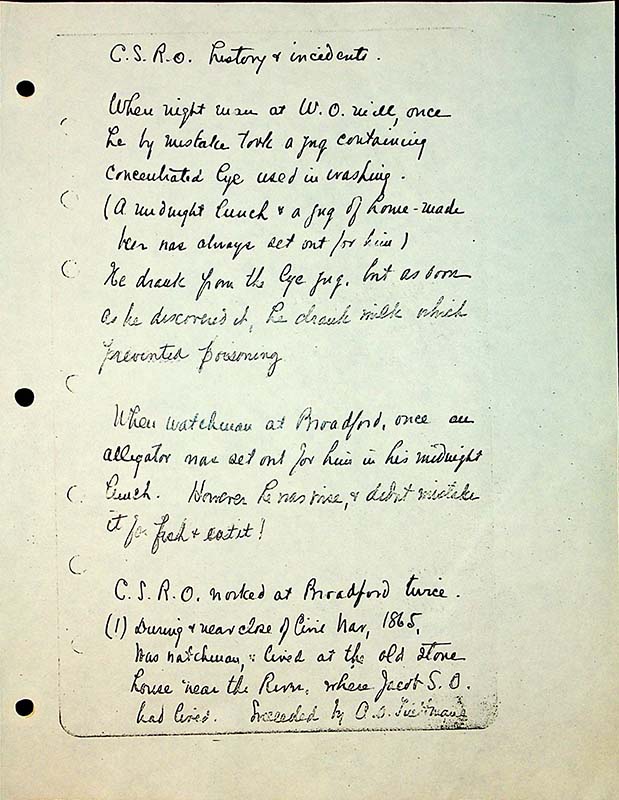 C.S.R.O. history & incidents.
When night man at W.O. mill, once
he by mistake took a jug containing
concentrated lye used in washing.
(A midnight lunch & a jug of home-made
beer was always set out for him)
He drank from the lye jug, but as soon
as he discovered it, he drank milk which
prevented poisoning
When watchman at Broadford, once an
alligator was set out for him in his midnight
lunch. However he was wise, & didn't mistake
it for fish & eat it!
C.S.R.O. worked at Broadford twice.
(1) During & near close of Civil War, 1865,
was watchman, & lived at the old stone
house near the River, where Jacob S. O.
had lived. Succeeded by O.S.